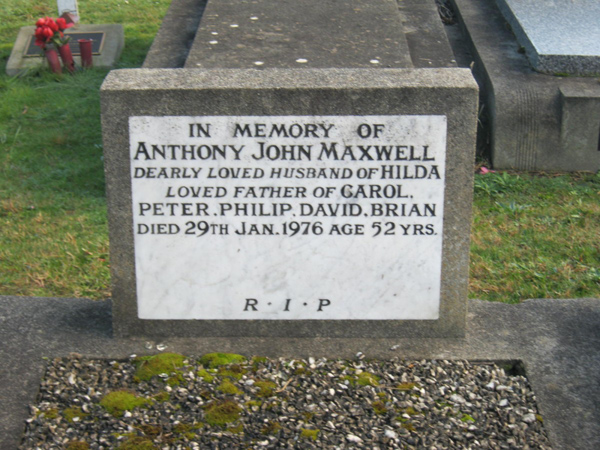 IN MEMORY OF
ANTHONY JOHN MAXWELL
DEARLY LOVED HUSBAND OF HILDA
LOVED FATHER OF CAROL,
PETER, PHILIP, DAVID, BRIAN
DIED 29TH JAN. 1976 AGE 52 YRS.
R · I · P